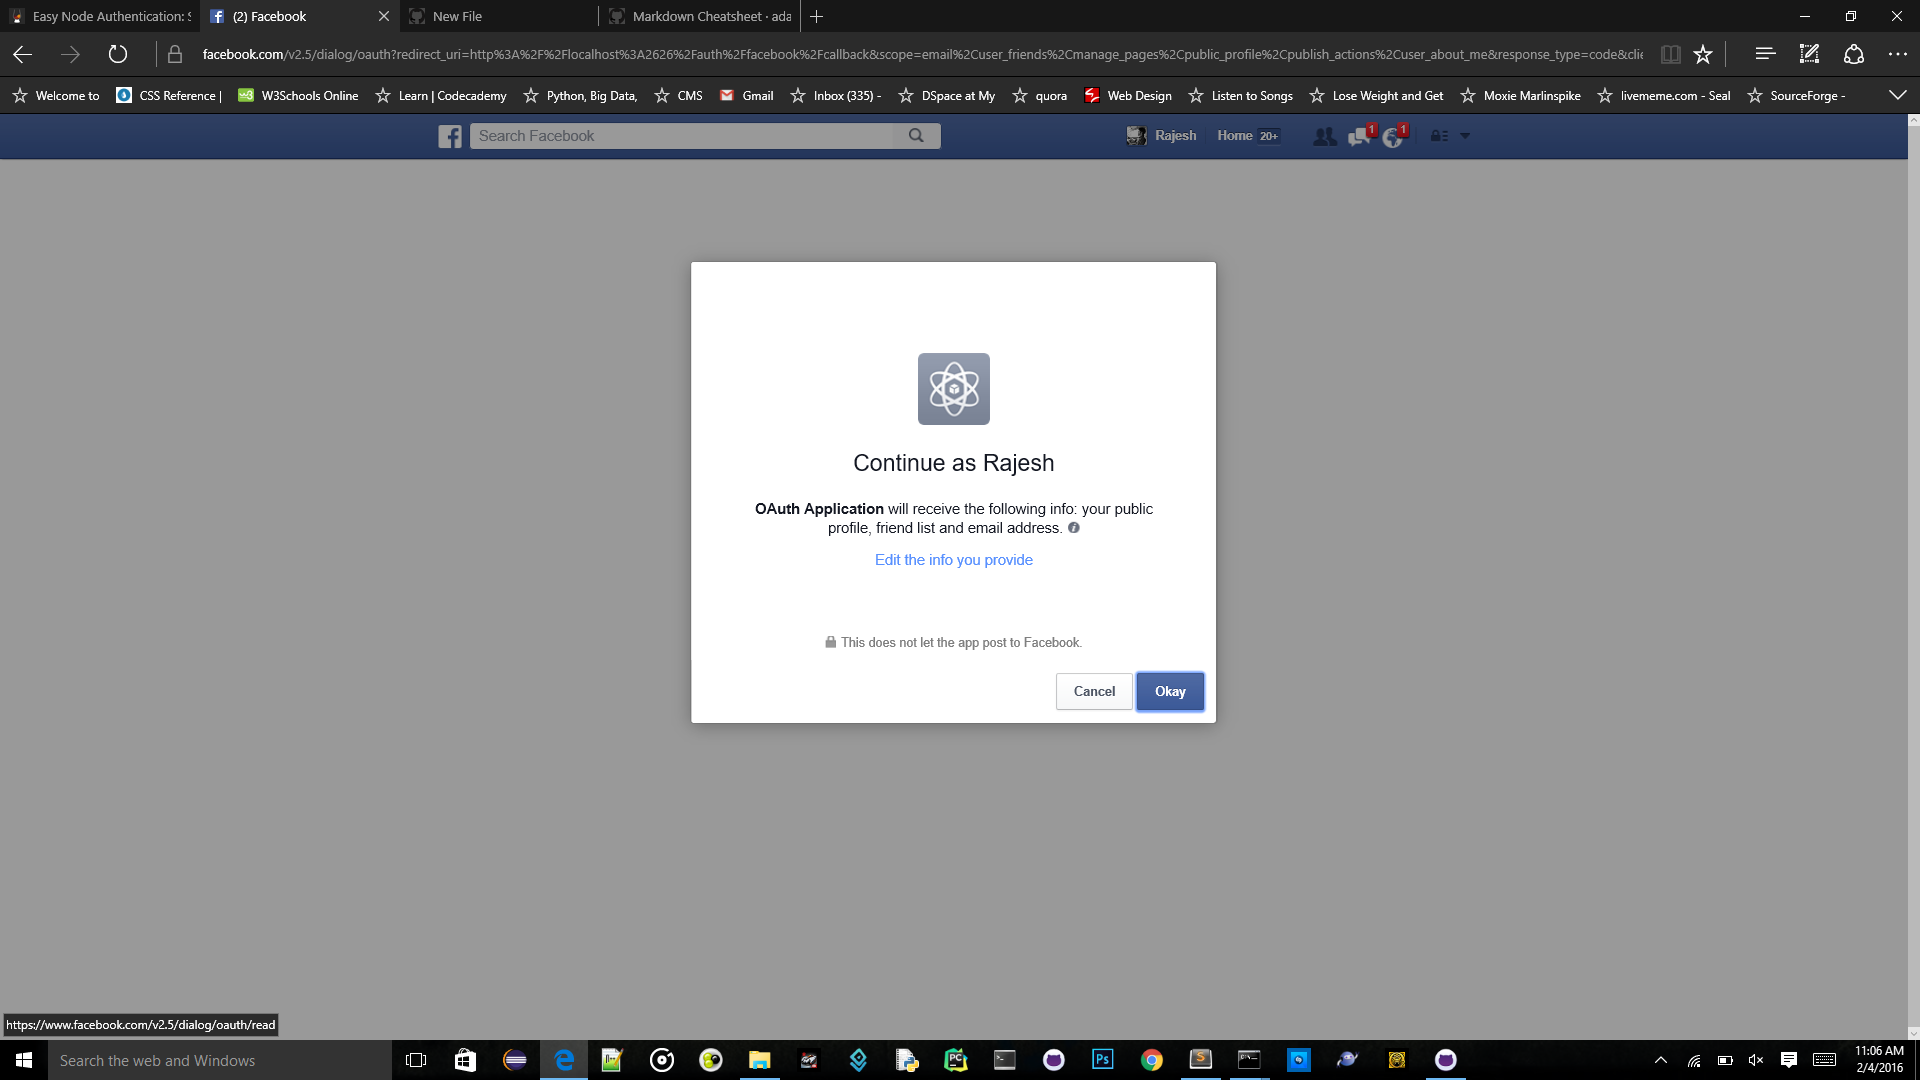 Easy Node Authentication: S
(2) Facebook
New File
Markdown Cheatsheet · ada
facebook.com/v2.5/dialog/oauth?redirect_uri=http%3A%2F%2Flocalhost%3A2626%2Fauth%2Ffacebook%2Fcallback&scope=email%2Cuser_friends%2Cmanage_pages%2Cpublic_profile%2Cpublish_actions%2Cuser_about_me&response_type=code&clie
Welcome to
CSS Reference |
W3Schools Online
Learn | Codecademy
Python, Big Data,
CMS
Gmail
Inbox (335) -
DSpace at My
quora
Web Design
Listen to Songs
Lose Weight and Get
Moxie Marlinspike
livememe.com - Seal
SourceForge -
Search Facebook
Rajesh
Home 20+
1
1
Continue as Rajesh
OAuth Application will receive the following info: your public
profile, friend list and email address.
Edit the info you provide
This does not let the app post to Facebook.
Cancel
Okay
https://www.facebook.com/v2.5/dialog/oauth/read
Search the web and Windows
PC
Ps
S
11:06 AM
2/4/2016